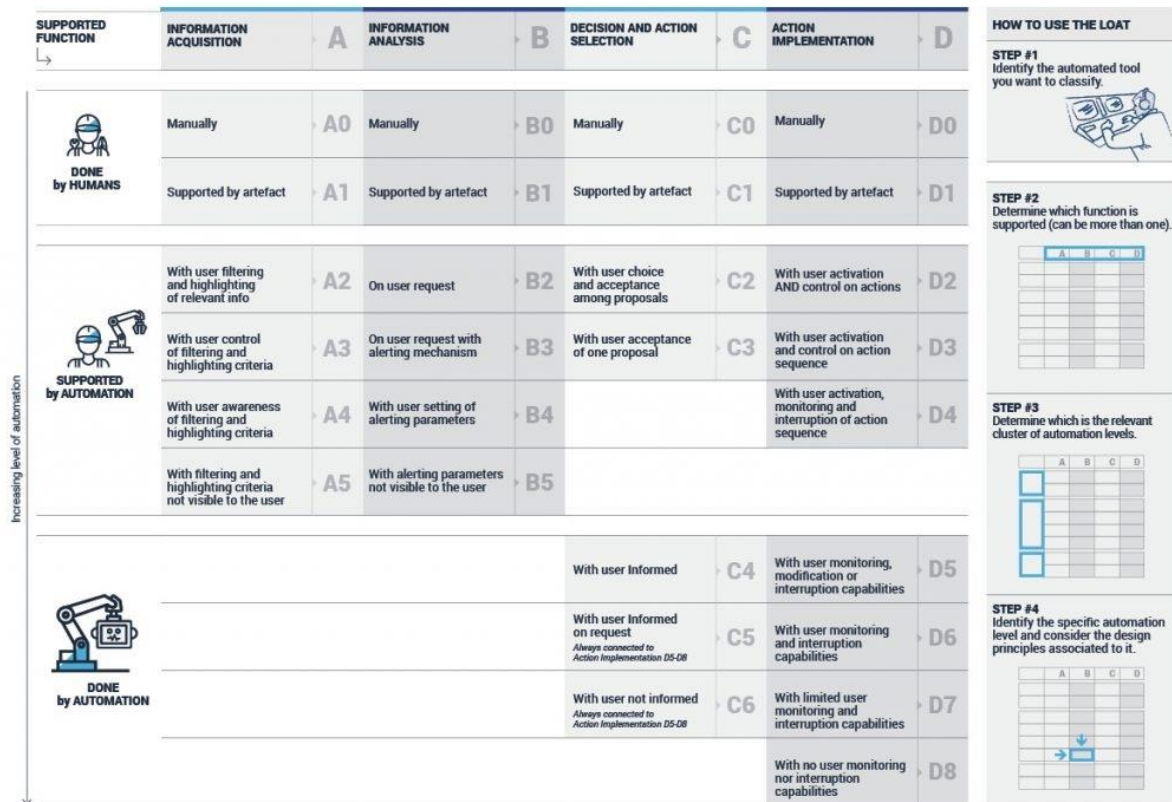 SUPPORTED
FUNCTION
INFORMATION
ACQUISITION
A
INFORMATION
ANALYSIS
B
DECISION AND ACTION
SELECTION
C
ACTION
IMPLEMENTATION
D
Increasing level of automation
DONE
by HUMANS
Manually
A0
Manually
B0
Manually
C0
Manually
D0
Supported by artefact
A1
Supported by artefact
B1
Supported by artefact
C1
Supported by artefact
D1
SUPPORTED
by AUTOMATION
With user filtering
and highlighting
of relevant info
A2
On user request
B2
With user choice
and acceptance
among proposals
C2
With user activation
AND control on actions
D2
With user control
of filtering and
highlighting criteria
A3
On user request with
alerting mechanism
B3
With user acceptance
of one proposal
C3
With user activation
and control on action
sequence
D3
With user awareness
of filtering and
highlighting criteria
A4
With user setting of
alerting parameters
B4
With user activation,
monitoring and
interruption of action
sequence
D4
With filtering and
highlighting criteria
not visible to the user
A5
With alerting parameters
not visible to the user
B5
DONE
by AUTOMATION
With user Informed
C4
With user monitoring,
modification or
interruption capabilities
D5
With user Informed
on request
Always connected to
Action Implementation D5-D8
C5
With user monitoring
and interruption
capabilities
D6
With user not informed
Always connected to
Action Implementation D5-D8
C6
With limited user
monitoring and
interruption capabilities
D7
With no user monitoring
nor interruption
capabilities
D8
HOW TO USE THE LOAT
STEP #1
Identify the automated tool
you want to classify.
STEP #2
Determine which function is
supported (can be more than one).
A B C D
STEP #3
Determine which is the relevant
cluster of automation levels.
A B C D
STEP #4
Identify the specific automation
level and consider the design
principles associated to it.
A B C D